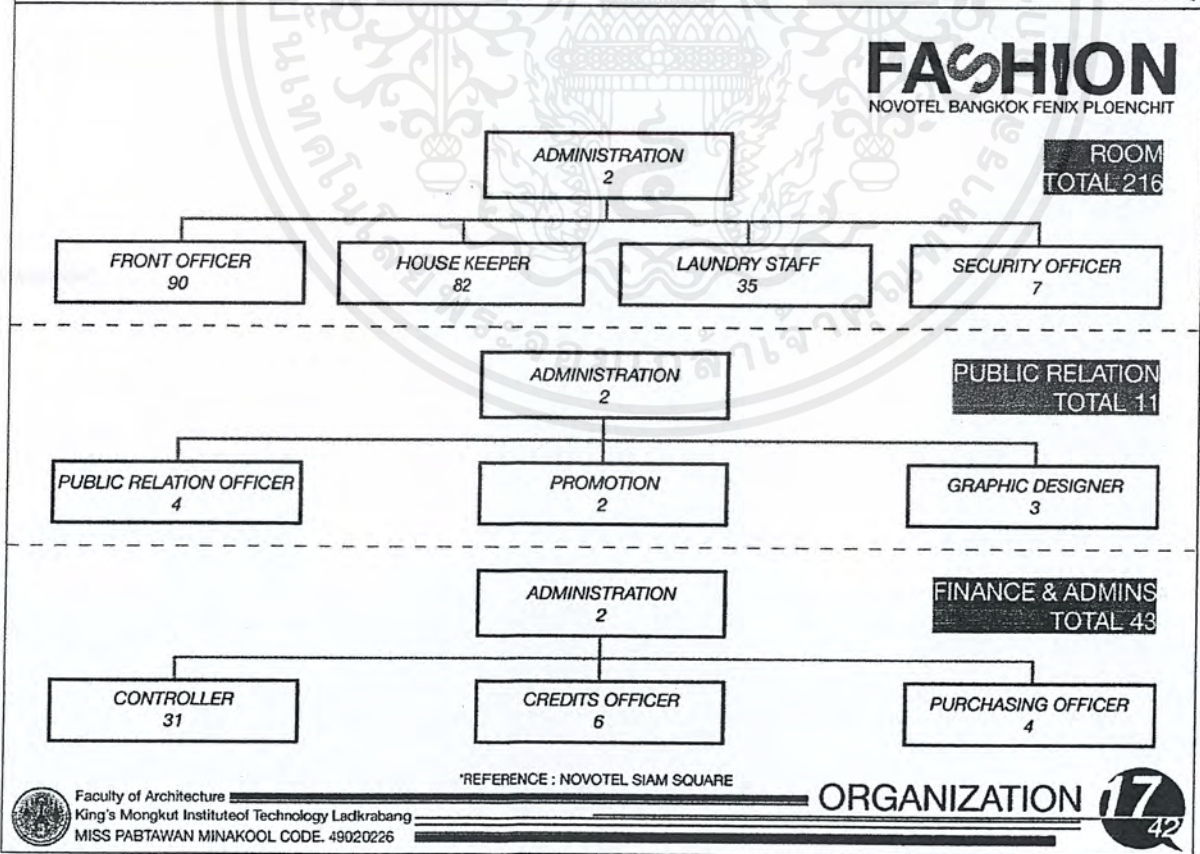 FASHION
NOVOTEL BANGKOK FENIX PLOENCHIT
ROOM
TOTAL 216
ADMINISTRATION
2
FRONT OFFICER
90
HOUSE KEEPER
82
LAUNDRY STAFF
35
SECURITY OFFICER
7
PUBLIC RELATION
TOTAL 11
ADMINISTRATION
2
PUBLIC RELATION OFFICER
4
PROMOTION
2
GRAPHIC DESIGNER
3
FINANCE & ADMINS
TOTAL 43
ADMINISTRATION
2
CONTROLLER
31
CREDITS OFFICER
6
PURCHASING OFFICER
4
*REFERENCE : NOVOTEL SIAM SQUARE
Faculty of Architecture
King's Mongkut Instituteof Technology Ladkrabang
MISS PABTAWAN MINAKOOL CODE. 49020226
ORGANIZATION
17
42